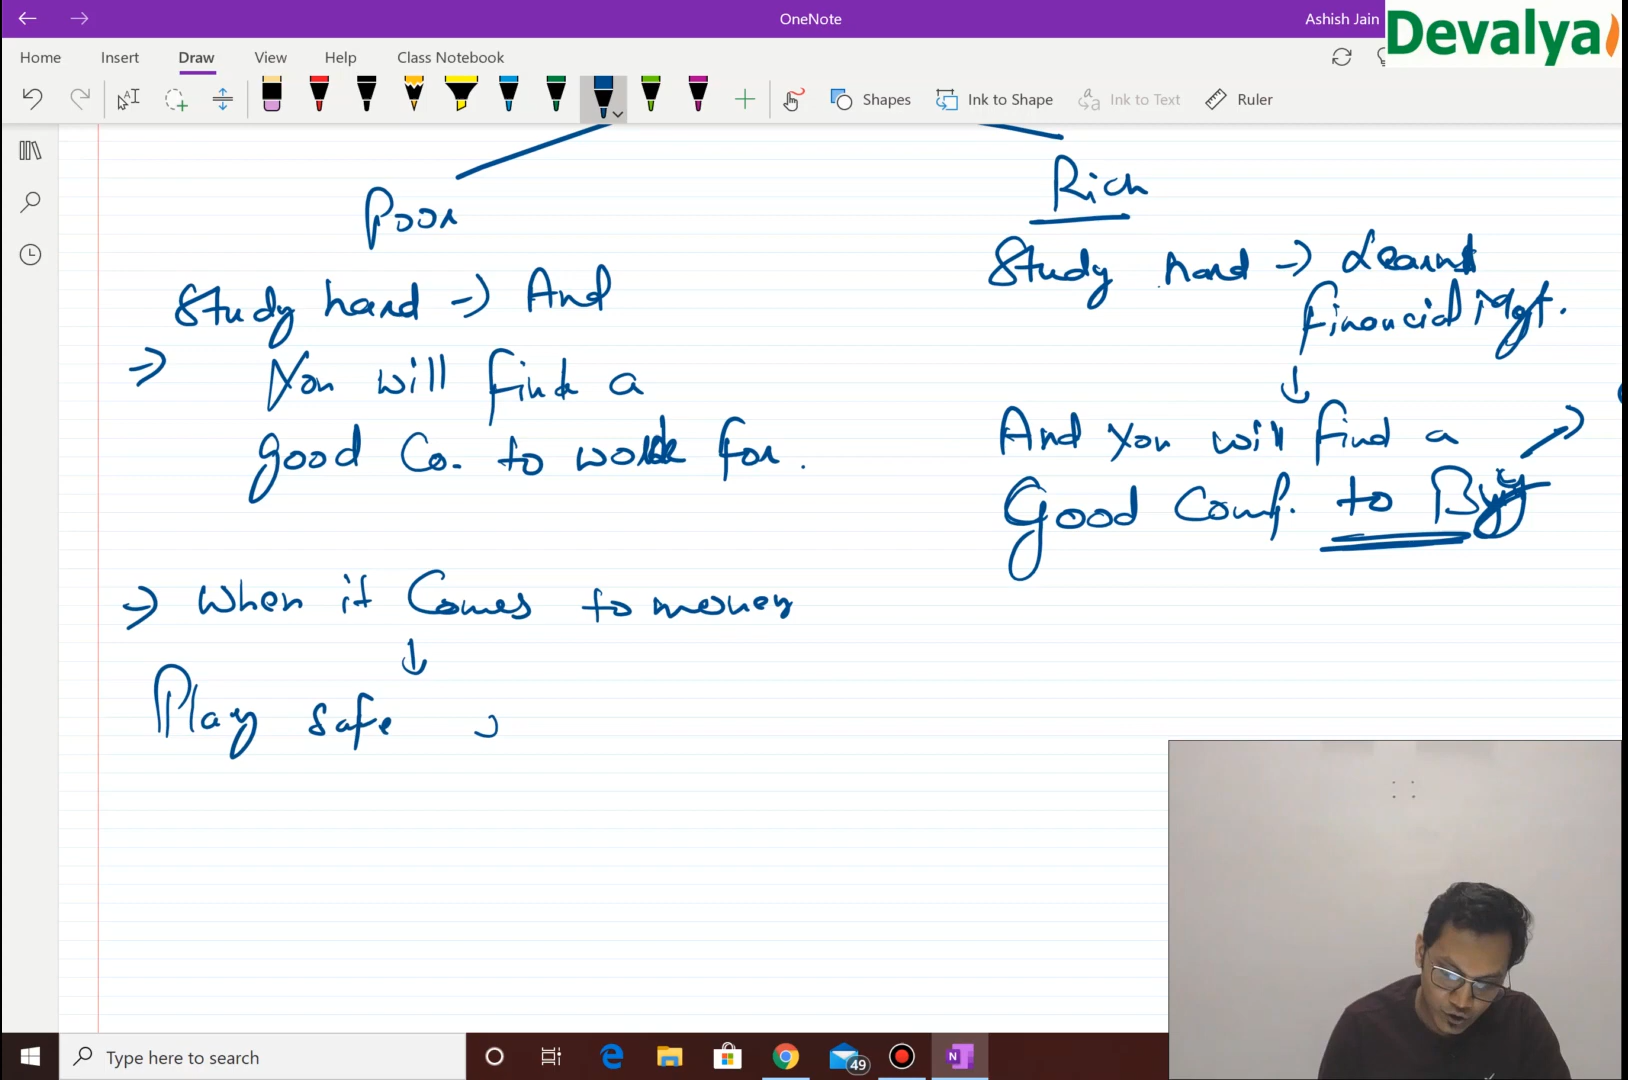 OneNote
Ashish Jain
Devalya
Home Insert Draw View Help Class Notebook
Shapes Ink to Shape Ink to Text Ruler
Poor
Study hard → And
→ You will find a
good Co. to work for.
→ When it Comes to money
↓
Play safe
Rich
Study hard → Learn
financial Mgt.
↓
And you will find a
Good Comp. to Buy →
Type here to search
49